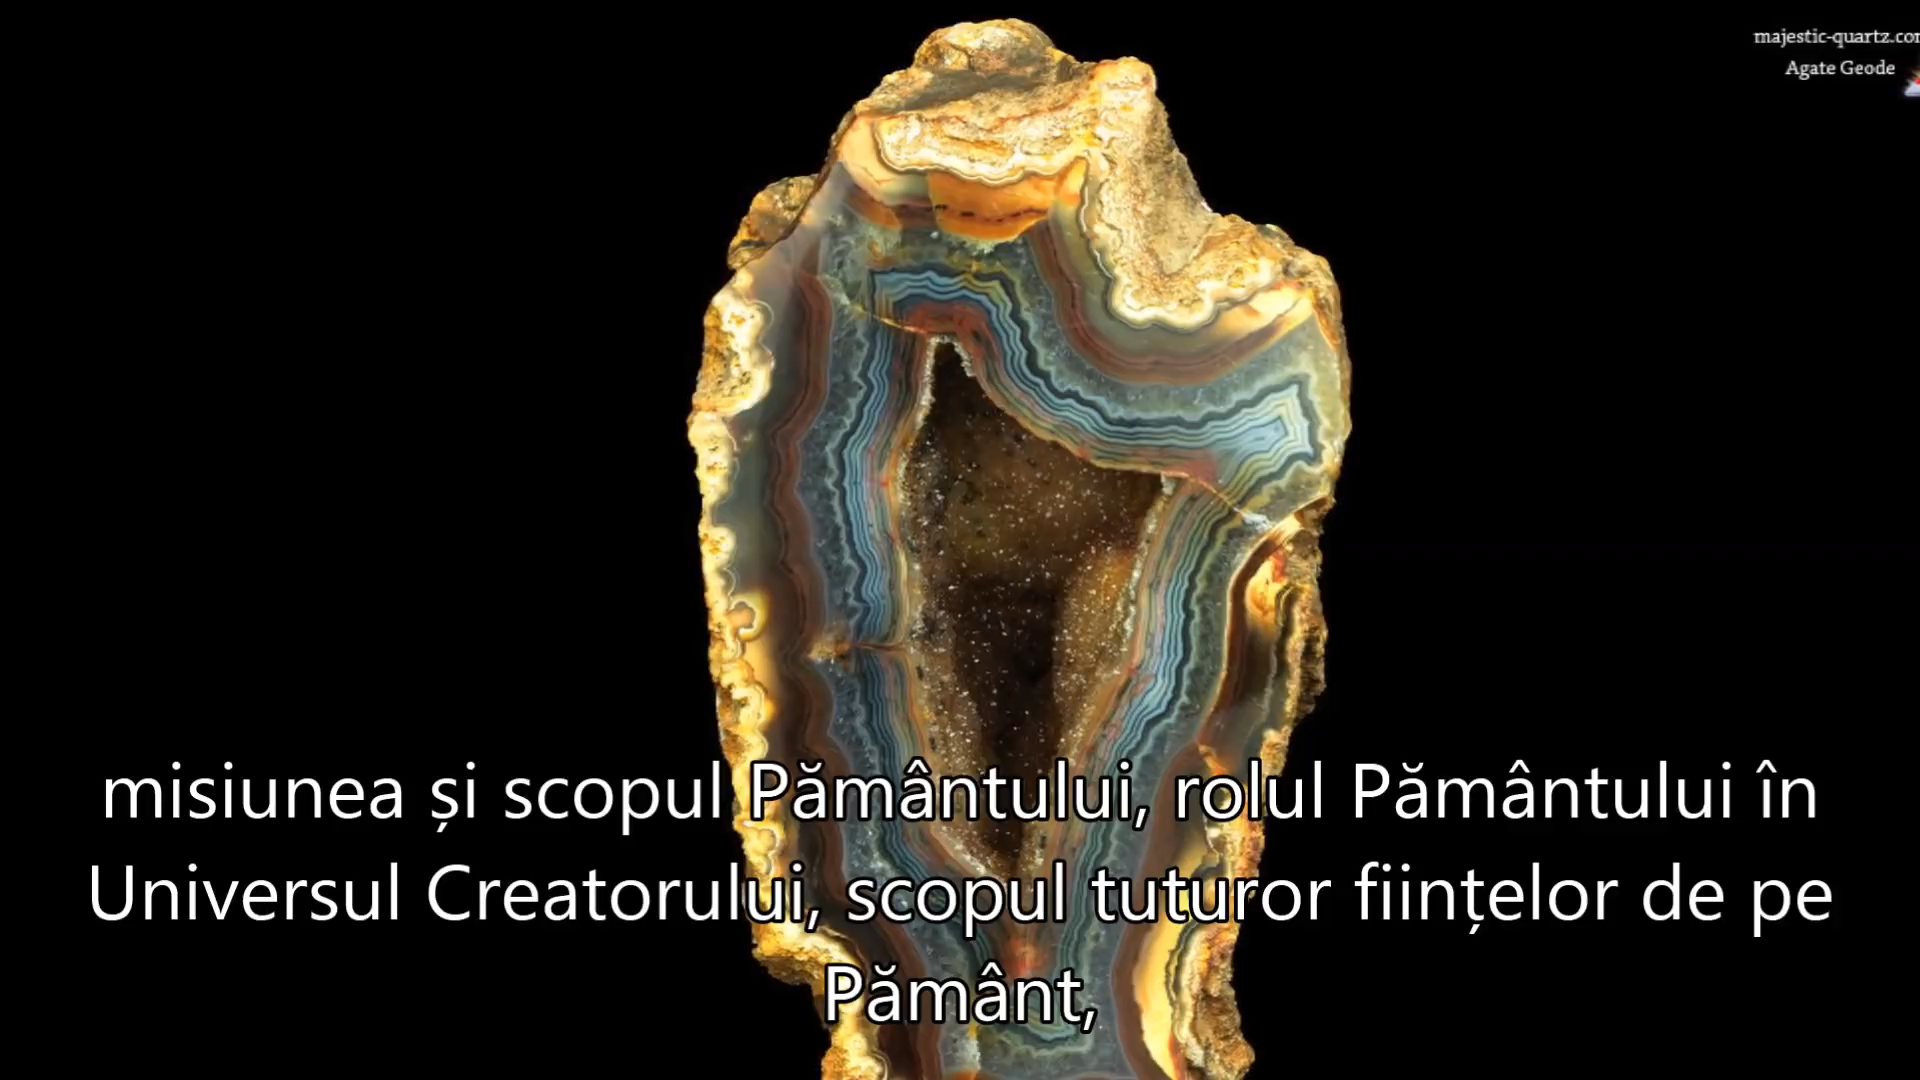 majestic-quartz.com
Agate Geode
misiunea și scopul Pământului, rolul Pământului în
Universul Creatorului, scopul tuturor ființelor de pe
Pământ,